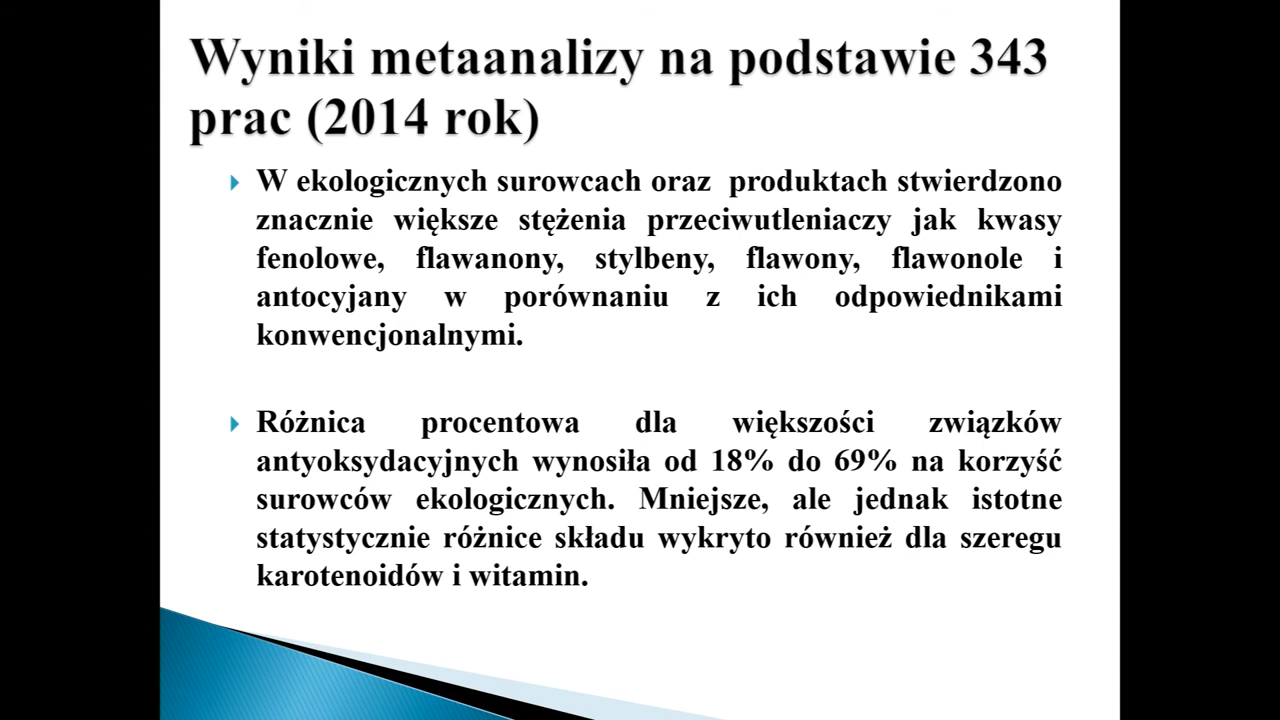 Wyniki metaanalizy na podstawie 343
prac (2014 rok)
W ekologicznych surowcach oraz produktach stwierdzono
znacznie większe stężenia przeciwutleniaczy jak kwasy
fenolowe, flawanony, stylbeny, flawony, flawonole i
antocyjany w porównaniu z ich odpowiednikami
konwencjonalnymi.
Różnica procentowa dla większości związków
antyoksydacyjnych wynosiła od 18% do 69% na korzyść
surowców ekologicznych. Mniejsze, ale jednak istotne
statystycznie różnice składu wykryto również dla szeregu
karotenoidów i witamin.